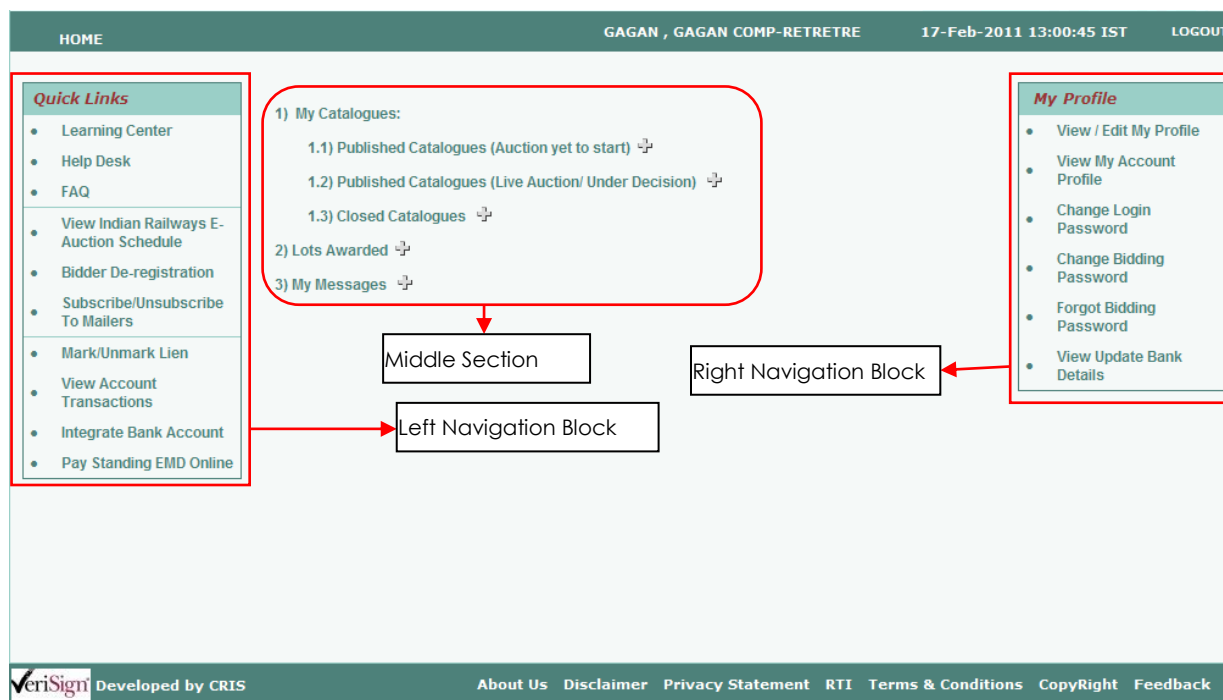 HOME GAGAN , GAGAN COMP-RETRETRE 17-Feb-2011 13:00:45 IST LOGOUT
Quick Links
Learning Center
Help Desk
FAQ
View Indian Railways E-
Auction Schedule
Bidder De-registration
Subscribe/Unsubscribe
To Mailers
Mark/Unmark Lien
View Account
Transactions
Integrate Bank Account
Pay Standing EMD Online
1) My Catalogues:
1.1) Published Catalogues (Auction yet to start)
1.2) Published Catalogues (Live Auction/ Under Decision)
1.3) Closed Catalogues
2) Lots Awarded
3) My Messages
Middle Section
Left Navigation Block
Right Navigation Block
My Profile
View / Edit My Profile
View My Account
Profile
Change Login
Password
Change Bidding
Password
Forgot Bidding
Password
View Update Bank
Details
VeriSign Developed by CRIS About Us Disclaimer Privacy Statement RTI Terms & Conditions CopyRight Feedback